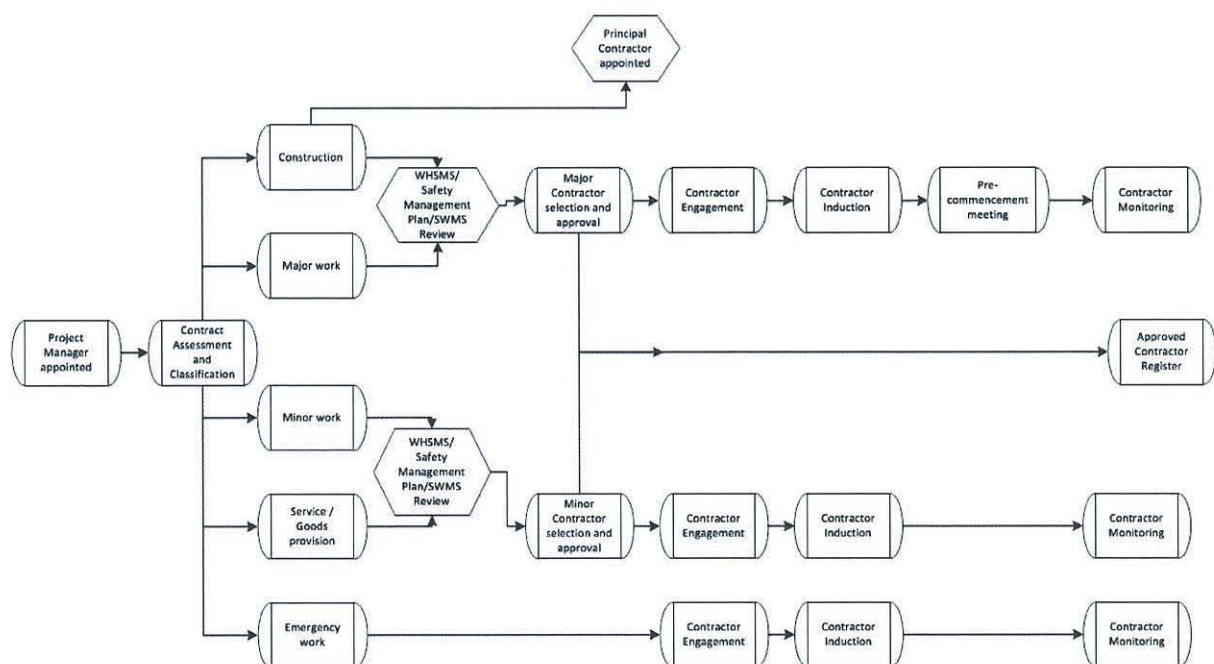 Principal
Contractor
appointed
Construction
WHSMS/
Safety
Management
Plan/SWMS
Review
Major
Contractor
selection and
approval
Contractor
Engagement
Contractor
Induction
Pre-
commencement
meeting
Contractor
Monitoring
Major work
Project
Manager
appointed
Contract
Assessment
and
Classification
Approved
Contractor
Register
Minor work
WHSMS/
Safety
Management
Plan/SWMS
Review
Service /
Goods
provision
Minor
Contractor
selection and
approval
Contractor
Engagement
Contractor
Induction
Contractor
Monitoring
Emergency
work
Contractor
Engagement
Contractor
Induction
Contractor
Monitoring